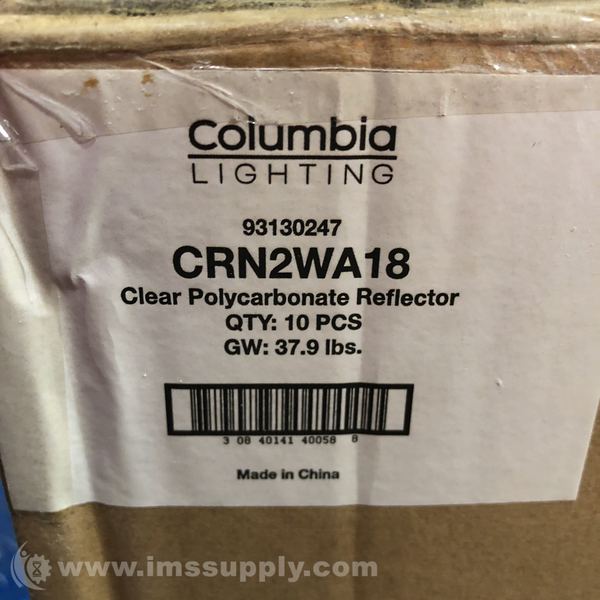 Columbia
LIGHTING
93130247
CRN2WA18
Clear Polycarbonate Reflector
QTY: 10 PCS
GW: 37.9 lbs.
3 08 40141 40058 8
Made in China
www.imssupply.com